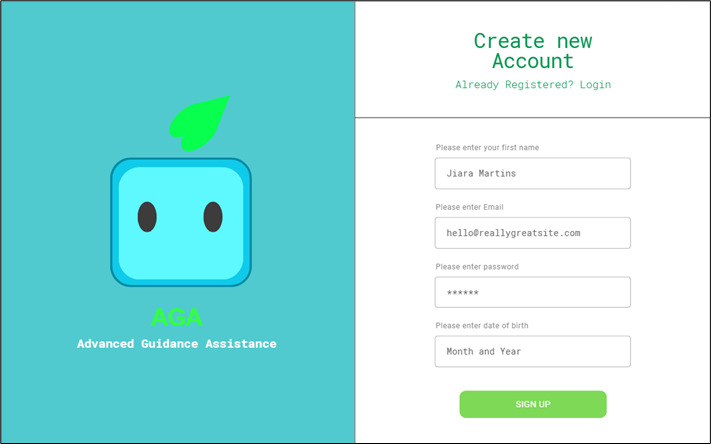 AGA
Advanced Guidance Assistance
Create new
Account
Already Registered? Login
Please enter your first name
Jiara Martins
Please enter Email
hello@reallygreatsite.com
Please enter password
******
Please enter date of birth
Month and Year
SIGN UP